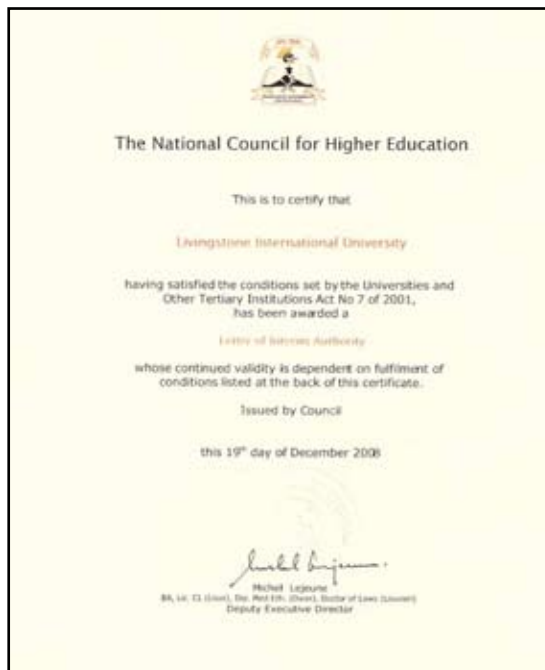 The National Council for Higher Education
This is to certify that
Livingstone International University
having satisfied the conditions set by the Universities and
Other Tertiary Institutions Act No 7 of 2001,
has been awarded a
Letter of Interim Authority
whose continued validity is dependent on fulfilment of
conditions listed at the back of this certificate.
Issued by Council
this 19th day of December 2008
Michel Lejeune
Deputy Executive Director